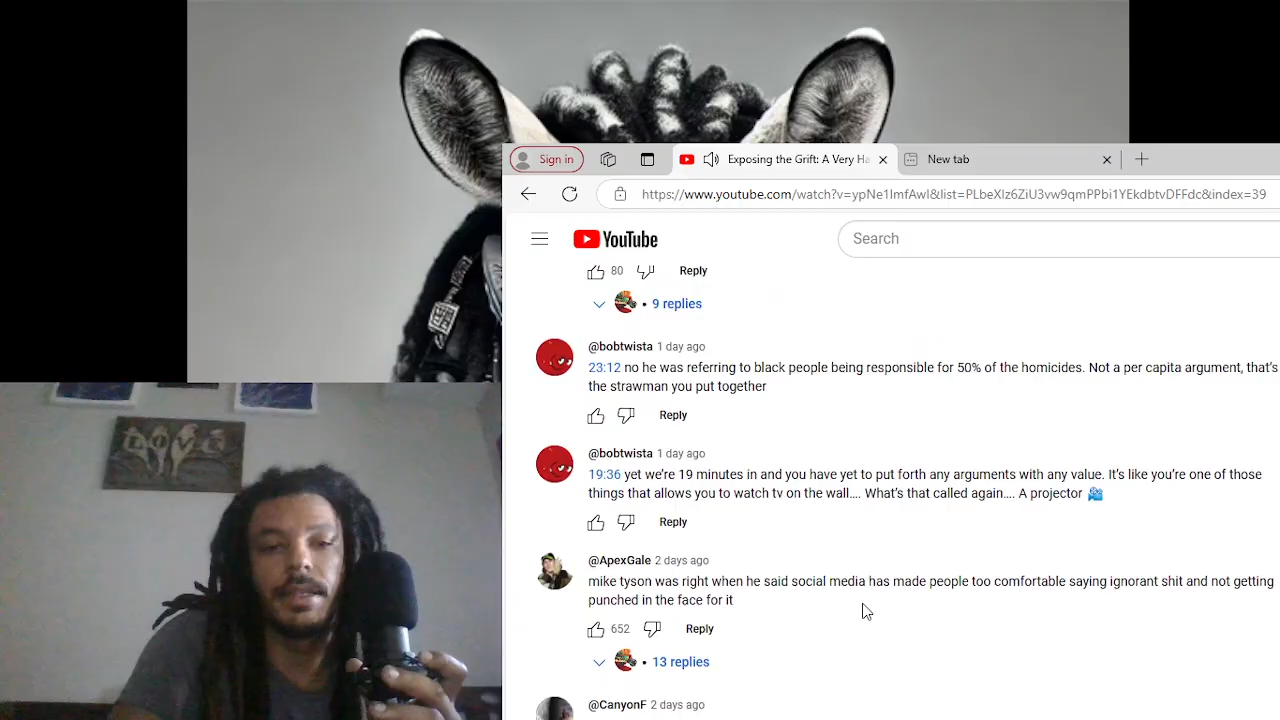 Sign in
Exposing the Grift: A Very Ha
New tab
https://www.youtube.com/watch?v=ypNe1ImfAwI&list=PLbeXlz6ZiU3vw9qmPPbi1YEkdbtvDFFdc&index=39
YouTube
Search
80 Reply
• 9 replies
@bobtwista 1 day ago
23:12 no he was referring to black people being responsible for 50% of the homicides. Not a per capita argument, that's
the strawman you put together
Reply
@bobtwista 1 day ago
19:36 yet we're 19 minutes in and you have yet to put forth any arguments with any value. It's like you're one of those
things that allows you to watch tv on the wall.... What's that called again.... A projector
Reply
@ApexGale 2 days ago
mike tyson was right when he said social media has made people too comfortable saying ignorant shit and not getting
punched in the face for it
652 Reply
• 13 replies
@CanyonF 2 days ago
LOVE